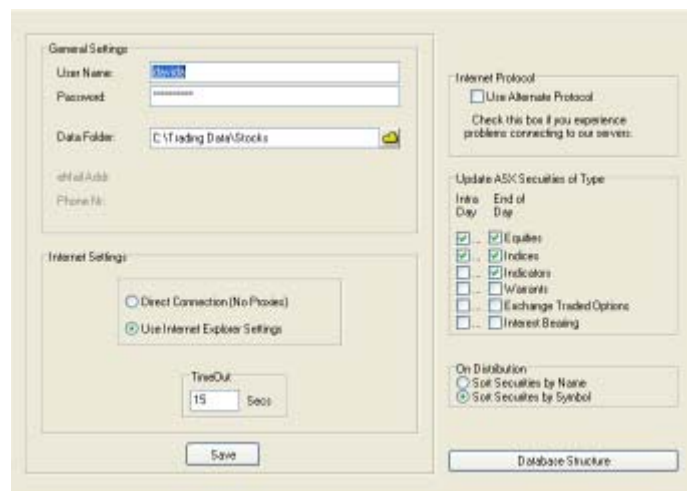 General Settings
User Name:
davids
Password:
**********
Data Folder:
C:\Trading Data\Stocks
eMail Addr:
Phone Nr:
Internet Settings
Direct Connection (No Proxies)
Use Internet Explorer Settings
TimeOut
15 Secs
Save
Internet Protocol
Use Alternate Protocol
Check this box if you experience
problems connecting to our servers.
Update ASX Securities of Type
Intra End of
Day Day
... Equities
... Indices
... Indicators
... Warrants
... Exchange Traded Options
... Interest Bearing
On Distribution
Sort Securities by Name
Sort Securites by Symbol
Database Structure